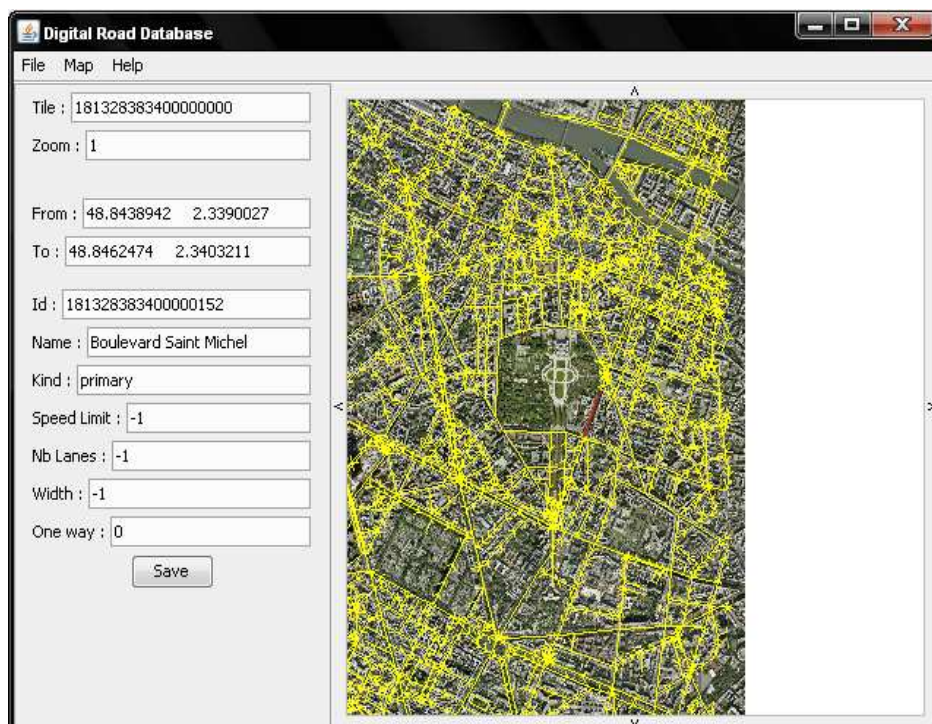 Digital Road Database
File Map Help
Tile : 181328383400000000
Zoom : 1
From : 48.8438942 2.3390027
To : 48.8462474 2.3403211
Id : 181328383400000152
Name : Boulevard Saint Michel
Kind : primary
Speed Limit : -1
Nb Lanes : -1
Width : -1
One way : 0
Save